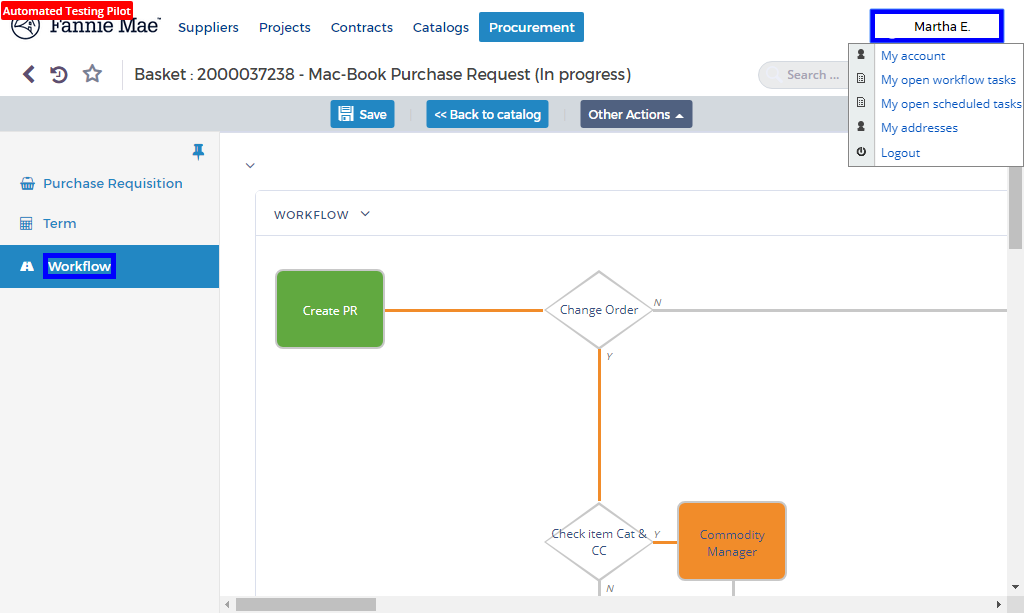 Automated Testing Pilot
Fannie Mae
Suppliers
Projects
Contracts
Catalogs
Procurement
Martha E.
Basket : 2000037238 - Mac-Book Purchase Request (In progress)
Search ...
My account
My open workflow tasks
My open scheduled tasks
My addresses
Logout
Save
<< Back to catalog
Other Actions
Purchase Requisition
Term
Workflow
WORKFLOW
Create PR
Change Order
N
Y
Check item Cat &
CC
Y
Commodity
Manager
N